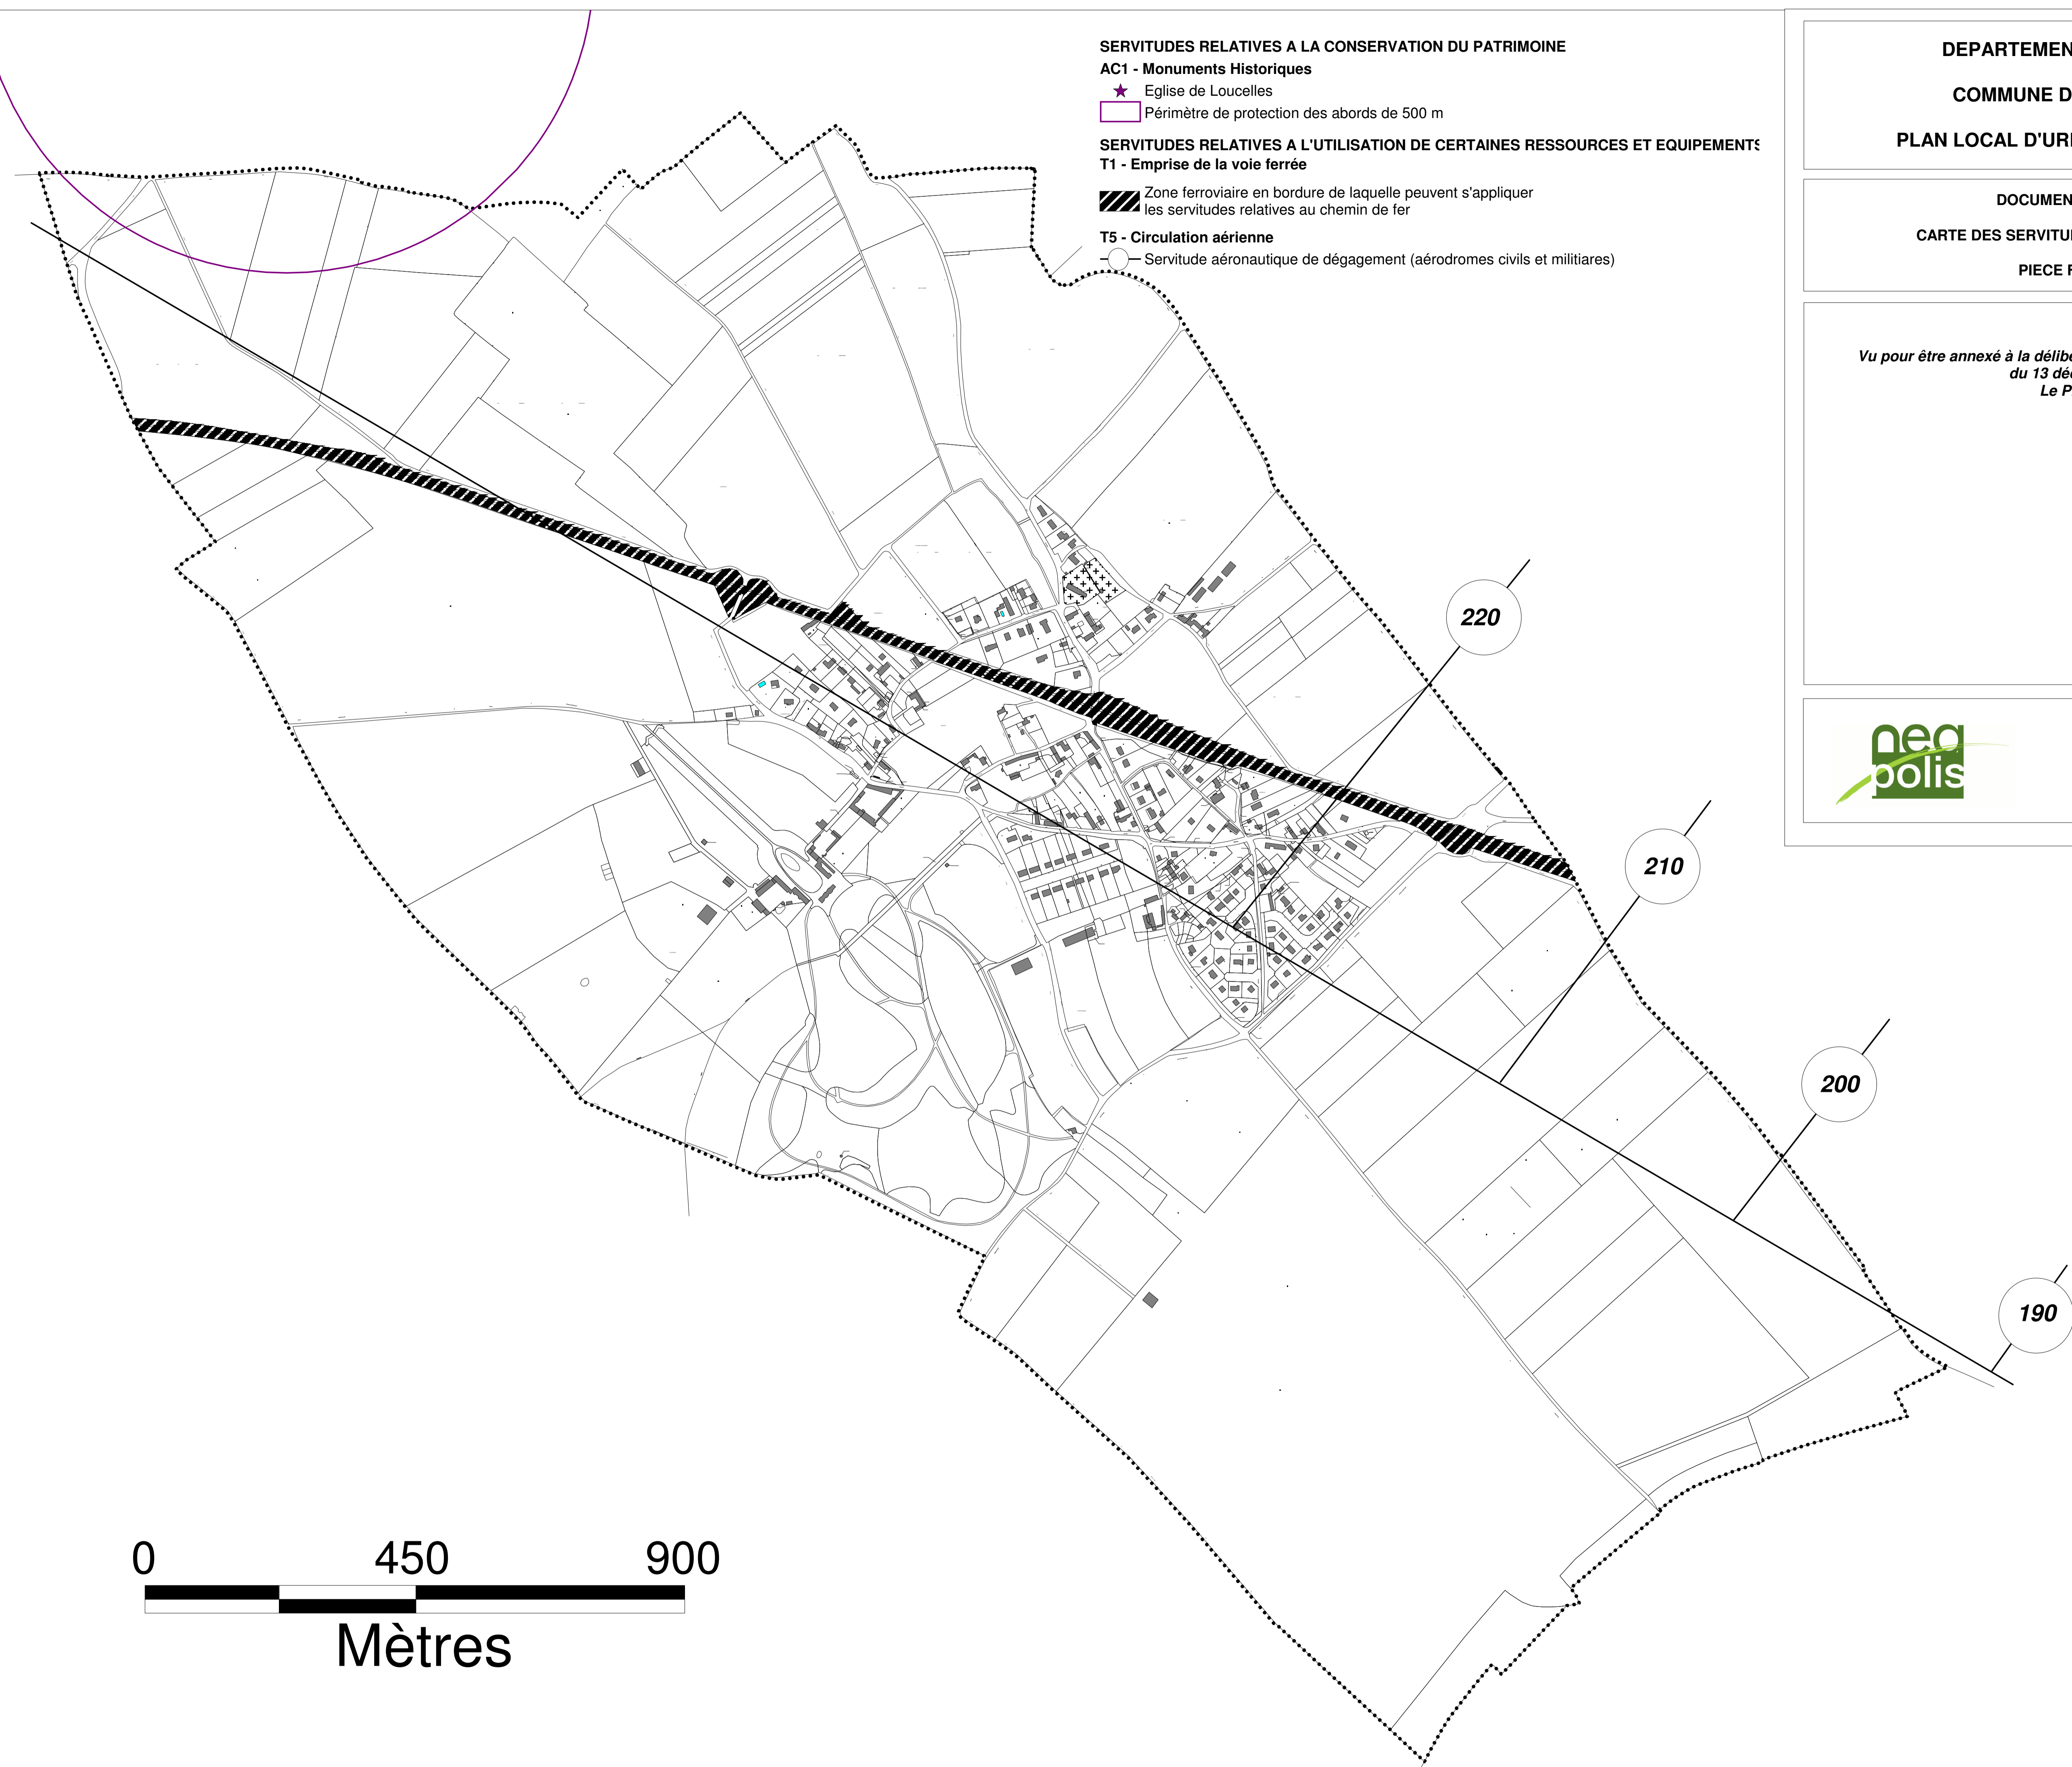 SERVITUDES RELATIVES A LA CONSERVATION DU PATRIMOINE
AC1 - Monuments Historiques
Eglise de Loucelles
Périmètre de protection des abords de 500 m
SERVITUDES RELATIVES A L'UTILISATION DE CERTAINES RESSOURCES ET EQUIPEMENTS
T1 - Emprise de la voie ferrée
Zone ferroviaire en bordure de laquelle peuvent s'appliquer
les servitudes relatives au chemin de fer
T5 - Circulation aérienne
Servitude aéronautique de dégagement (aérodromes civils et militiares)
DEPARTEMEN
COMMUNE D
PLAN LOCAL D'UR
DOCUMEN
CARTE DES SERVITU
PIECE
Vu pour être annexé à la délib
du 13 dé
Le P
neapolis
220
210
200
190
0 450 900
Mètres